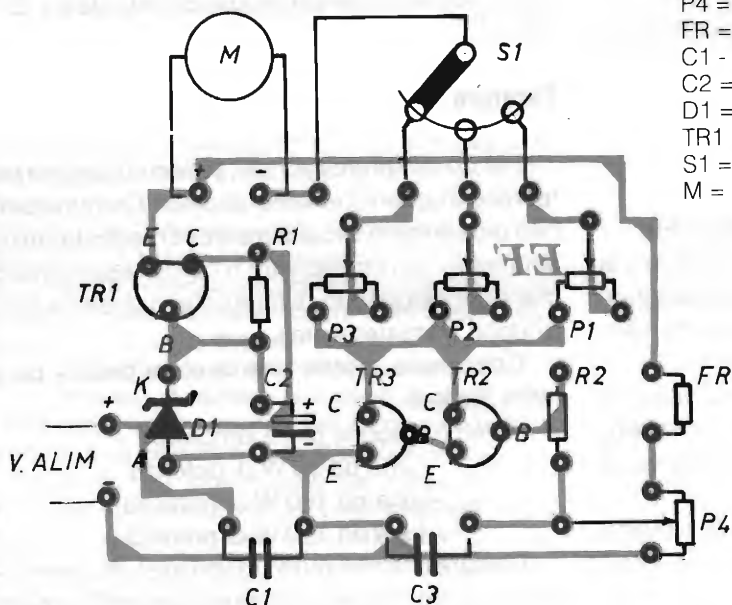 P4 =
M
S1
FR =
C1 -
C2 =
D1 =
TR1
S1 =
M =
+ -
E C R1
TR1
P3 P2 P1
B
K C2 TR3 TR2 R2 FR
+ D1 + C C
B B
V. ALIM A - E E
- P4
C1 C3